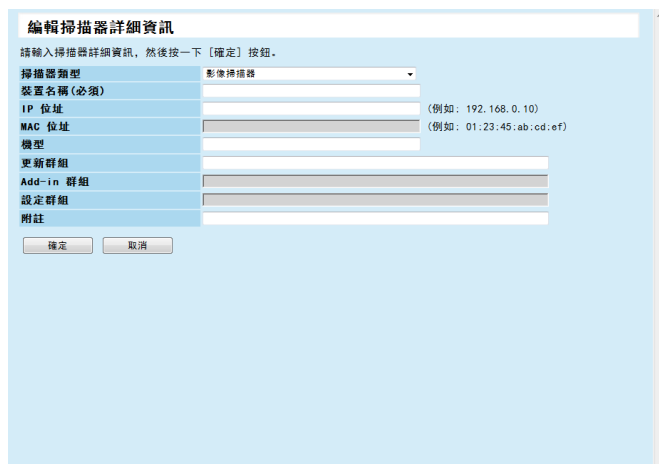 編輯掃描器詳細資訊
請輸入掃描器詳細資訊，然後按一下［確定］按鈕。
掃描器類型 影像掃描器
裝置名稱(必須)
IP 位址 (例如: 192.168.0.10)
MAC 位址 (例如: 01:23:45:ab:cd:ef)
機型
更新群組
Add-in 群組
設定群組
附註
確定 取消